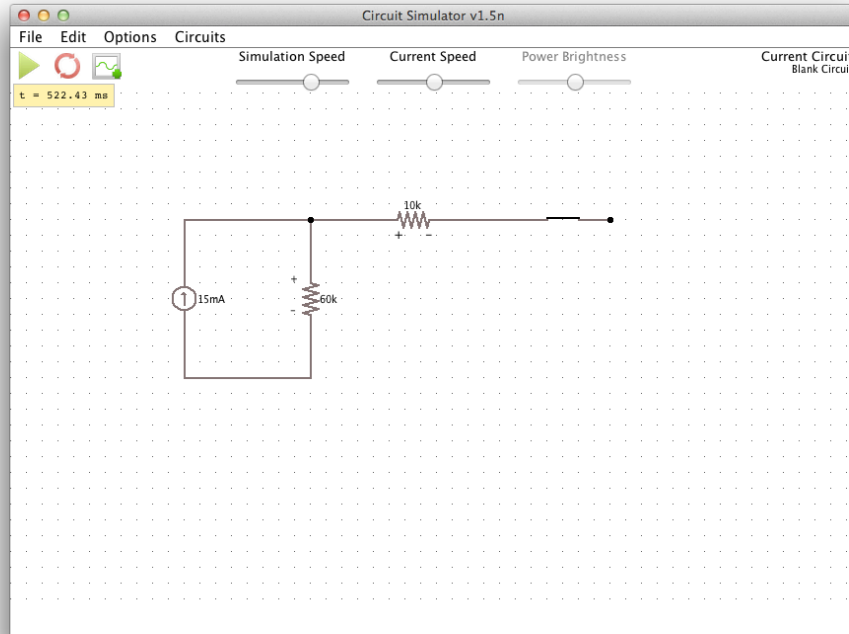 Circuit Simulator v1.5n
File Edit Options Circuits
Simulation Speed Current Speed Power Brightness Current Circuit
Blank Circui
t = 522.43 ms
10k
+ -
15mA
+
60k
-